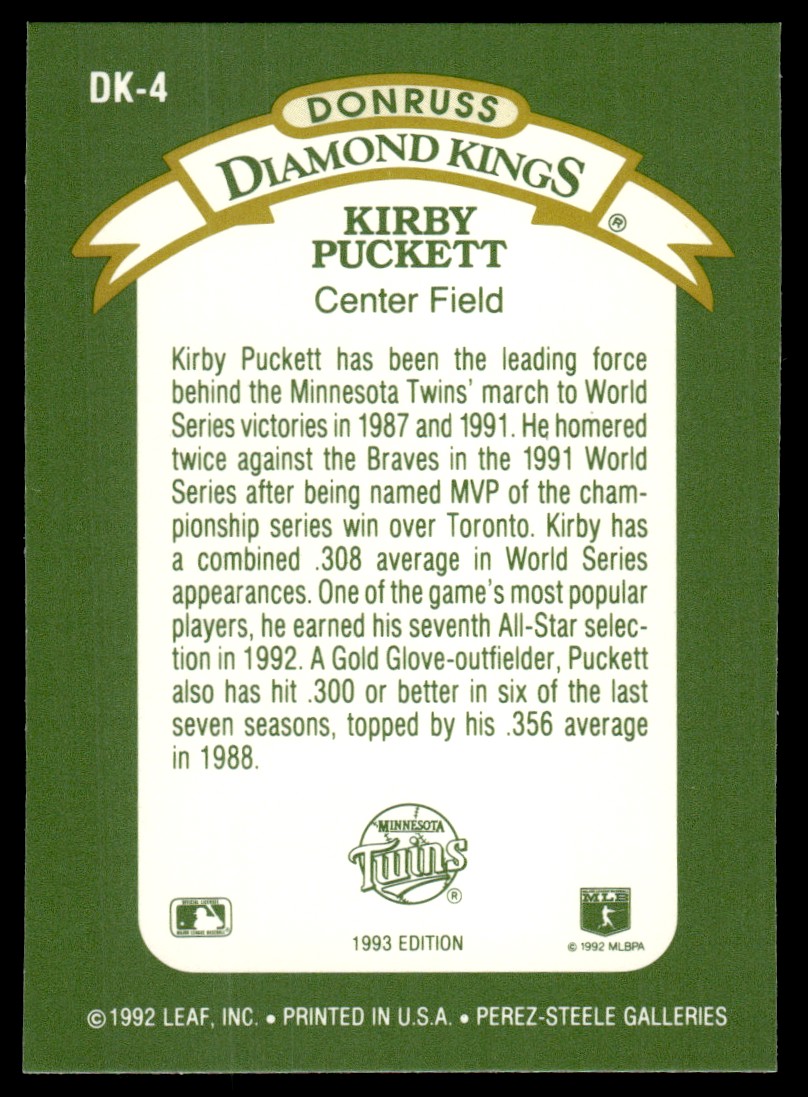 DK-4
DONRUSS
DIAMOND KINGS
®
KIRBY
PUCKETT
Center Field
Kirby Puckett has been the leading force
behind the Minnesota Twins' march to World
Series victories in 1987 and 1991. He homered
twice against the Braves in the 1991 World
Series after being named MVP of the cham-
pionship series win over Toronto. Kirby has
a combined .308 average in World Series
appearances. One of the game's most popular
players, he earned his seventh All-Star selec-
tion in 1992. A Gold Glove-outfielder, Puckett
also has hit .300 or better in six of the last
seven seasons, topped by his .356 average
in 1988.
MINNESOTA
Twins
®
OFFICIAL LICENSEE
MAJOR LEAGUE BASEBALL
1993 EDITION
MLB
© 1992 MLBPA
© 1992 LEAF, INC. • PRINTED IN U.S.A. • PEREZ-STEELE GALLERIES